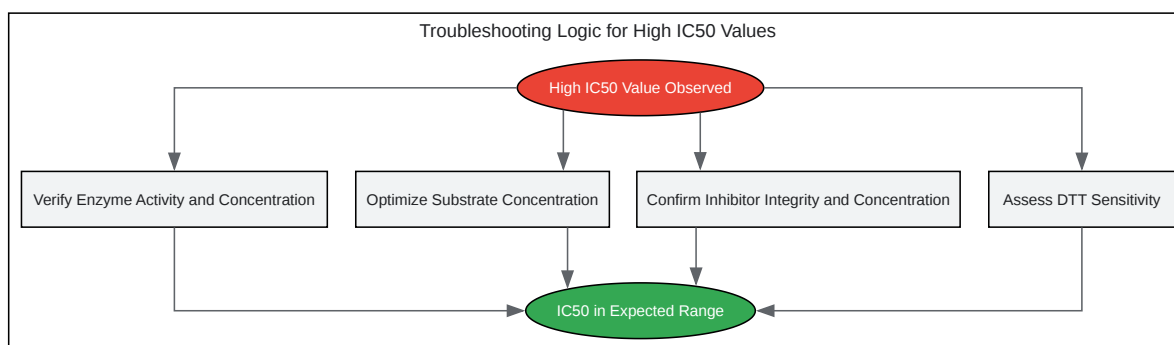 Troubleshooting Logic for High IC50 Values
High IC50 Value Observed
Verify Enzyme Activity and Concentration
Optimize Substrate Concentration
Confirm Inhibitor Integrity and Concentration
Assess DTT Sensitivity
IC50 in Expected Range